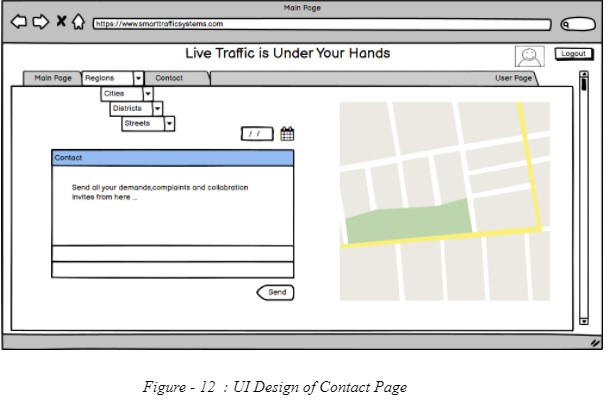 Main Page
https://www.smarttrafficsystems.com
Live Traffic is Under Your Hands
Logout
Main Page Regions Contact User Page
Cities
Districts
Streets
/ /
Contact
Send all your demands,complaints and collabration
invites from here ...
Send
Figure - 12 : UI Design of Contact Page